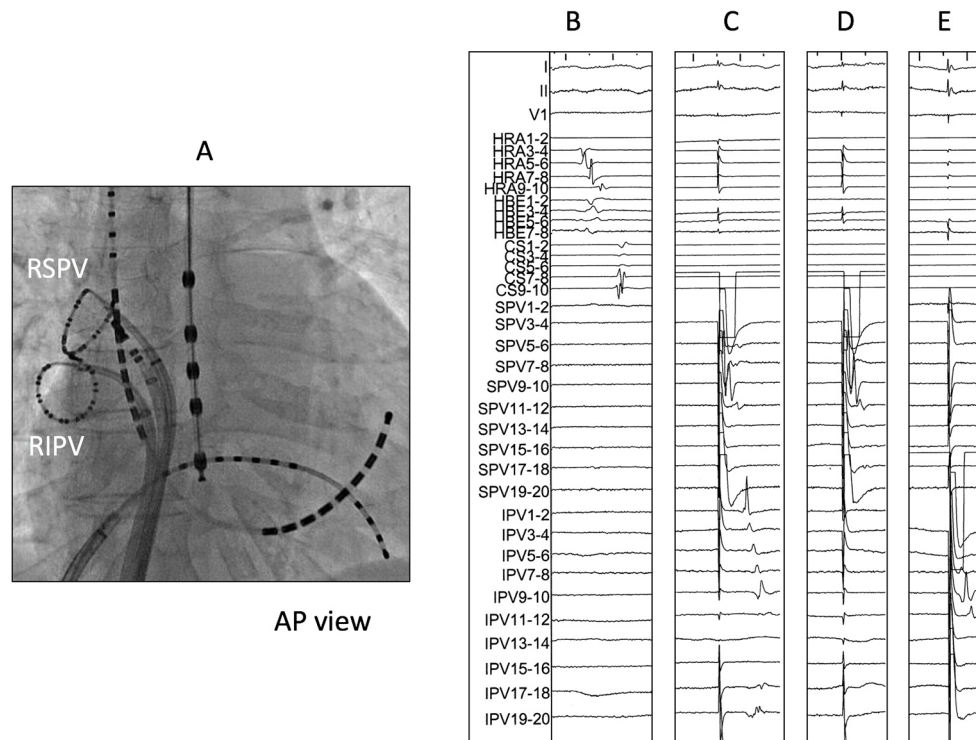 A
RSPV
RIPV
AP view
B
C
D
E
I
II
V1
HRA1-2
HRA3-4
HRA5-6
HRA7-8
HRA9-10
HBE1-2
HBE3-4
HBE5-6
HBE7-8
CS1-2
CS3-4
CS5-6
CS7-8
CS9-10
SPV1-2
SPV3-4
SPV5-6
SPV7-8
SPV9-10
SPV11-12
SPV13-14
SPV15-16
SPV17-18
SPV19-20
IPV1-2
IPV3-4
IPV5-6
IPV7-8
IPV9-10
IPV11-12
IPV13-14
IPV15-16
IPV17-18
IPV19-20